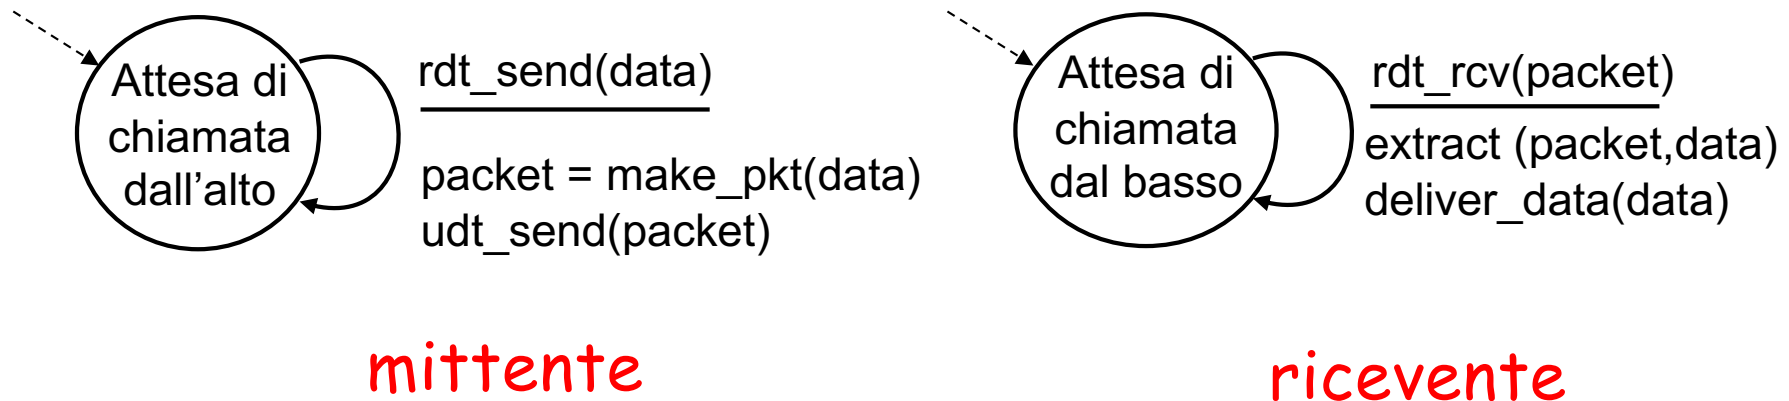 Attesa di
chiamata
dall’alto
rdt_send(data)
packet = make_pkt(data)
udt_send(packet)
mittente
Attesa di
chiamata
dal basso
rdt_rcv(packet)
extract (packet,data)
deliver_data(data)
ricevente